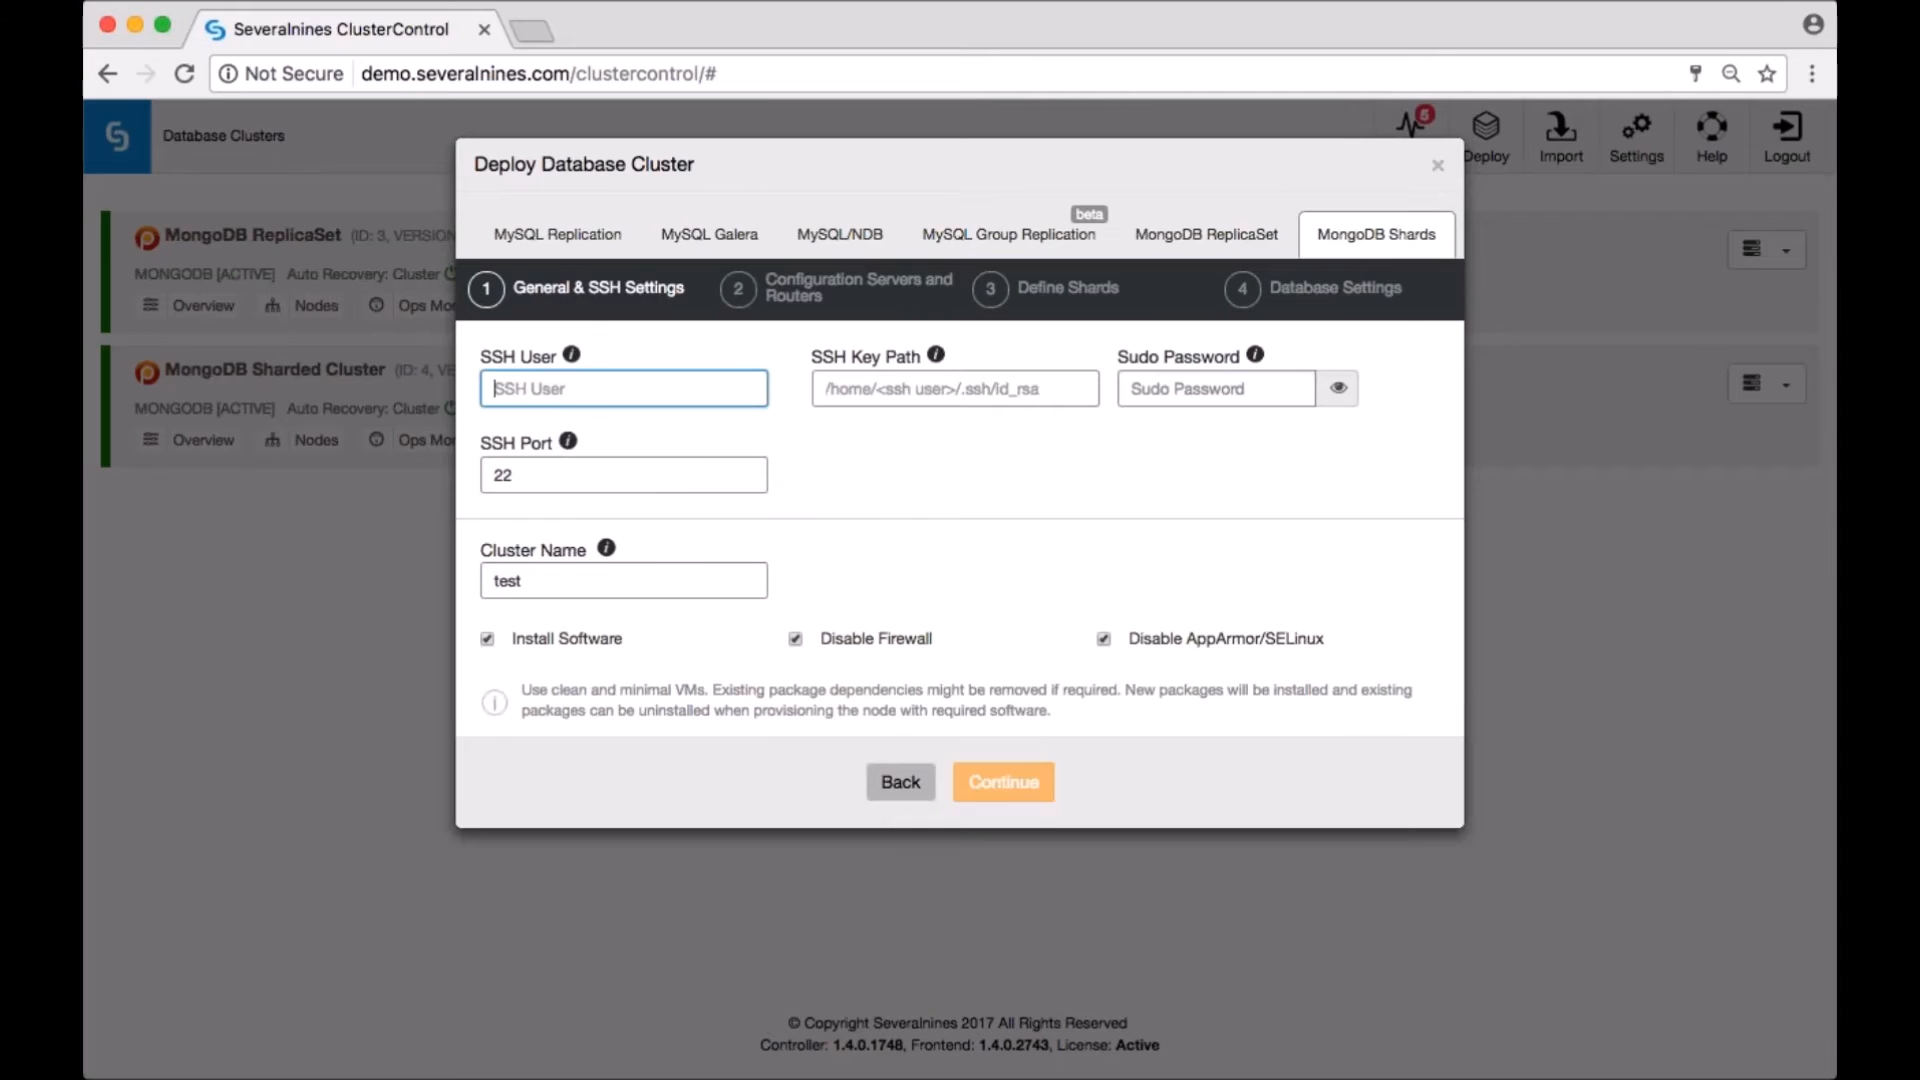 Severalnines ClusterControl
Not Secure demo.severalnines.com/clustercontrol/#
Database Clusters
5
Deploy
Import
Settings
Help
Logout
Deploy Database Cluster
beta
MySQL Replication
MySQL Galera
MySQL/NDB
MySQL Group Replication
MongoDB ReplicaSet
MongoDB Shards
1 General & SSH Settings
2 Configuration Servers and
Routers
3 Define Shards
4 Database Settings
MongoDB ReplicaSet (ID: 3, VERSION
MONGODB [ACTIVE] Auto Recovery: Cluster
Overview Nodes Ops Mo
MongoDB Sharded Cluster (ID: 4, VE
MONGODB [ACTIVE] Auto Recovery: Cluster
Overview Nodes Ops Mo
SSH User
SSH User
SSH Key Path
/home/<ssh user>/.ssh/id_rsa
Sudo Password
Sudo Password
SSH Port
22
Cluster Name
test
Install Software
Disable Firewall
Disable AppArmor/SELinux
Use clean and minimal VMs. Existing package dependencies might be removed if required. New packages will be installed and existing
packages can be uninstalled when provisioning the node with required software.
Back
Continue
© Copyright Severalnines 2017 All Rights Reserved
Controller: 1.4.0.1748, Frontend: 1.4.0.2743, License: Active